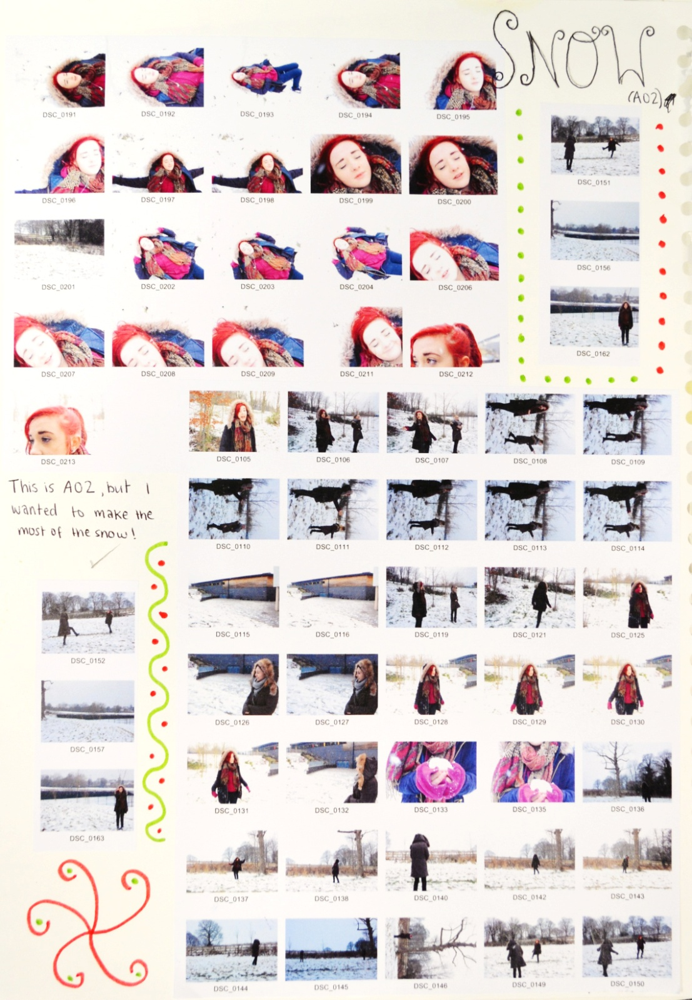 SNOW
(A02)
DSC_0191 DSC_0192 DSC_0193 DSC_0194 DSC_0195
DSC_0196 DSC_0197 DSC_0198 DSC_0199 DSC_0200
DSC_0201 DSC_0202 DSC_0203 DSC_0204 DSC_0206
DSC_0207 DSC_0208 DSC_0209 DSC_0211 DSC_0212
DSC_0213
DSC_0151
DSC_0156
DSC_0162
This is A02, but I
wanted to make the
most of the snow!
DSC_0152
DSC_0157
DSC_0163
DSC_0105 DSC_0106 DSC_0107 DSC_0108 DSC_0109
DSC_0110 DSC_0111 DSC_0112 DSC_0113 DSC_0114
DSC_0115 DSC_0116 DSC_0119 DSC_0121 DSC_0125
DSC_0126 DSC_0127 DSC_0128 DSC_0129 DSC_0130
DSC_0131 DSC_0132 DSC_0133 DSC_0135 DSC_0136
DSC_0137 DSC_0138 DSC_0140 DSC_0142 DSC_0143
DSC_0144 DSC_0145 DSC_0146 DSC_0149 DSC_0150